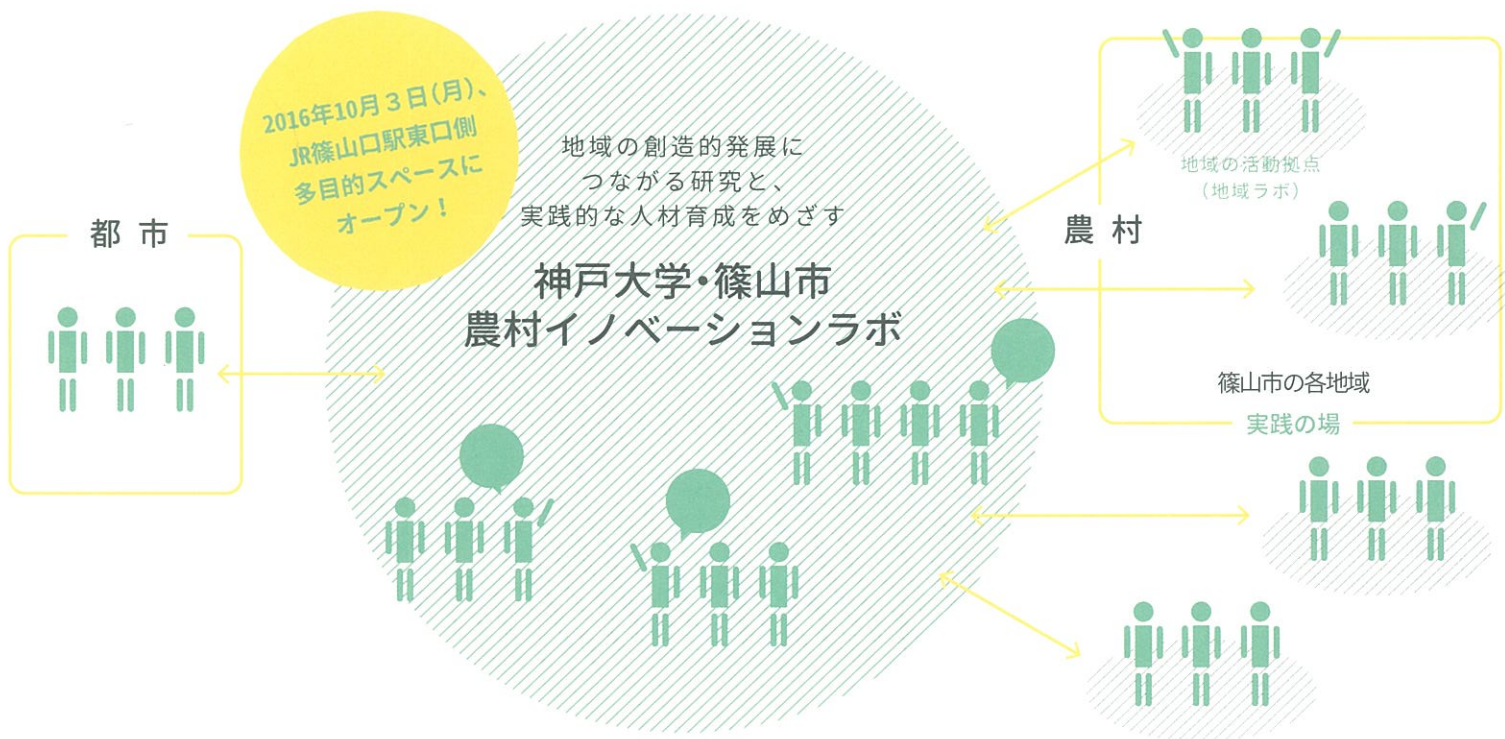 2016年10月3日(月)、
JR篠山口駅東口側
多目的スペースに
オープン！
地域の創造的発展に
つながる研究と、
実践的な人材育成をめざす
神戸大学・篠山市
農村イノベーションラボ
都市
農村
地域の活動拠点
(地域ラボ)
篠山市の各地域
実践の場